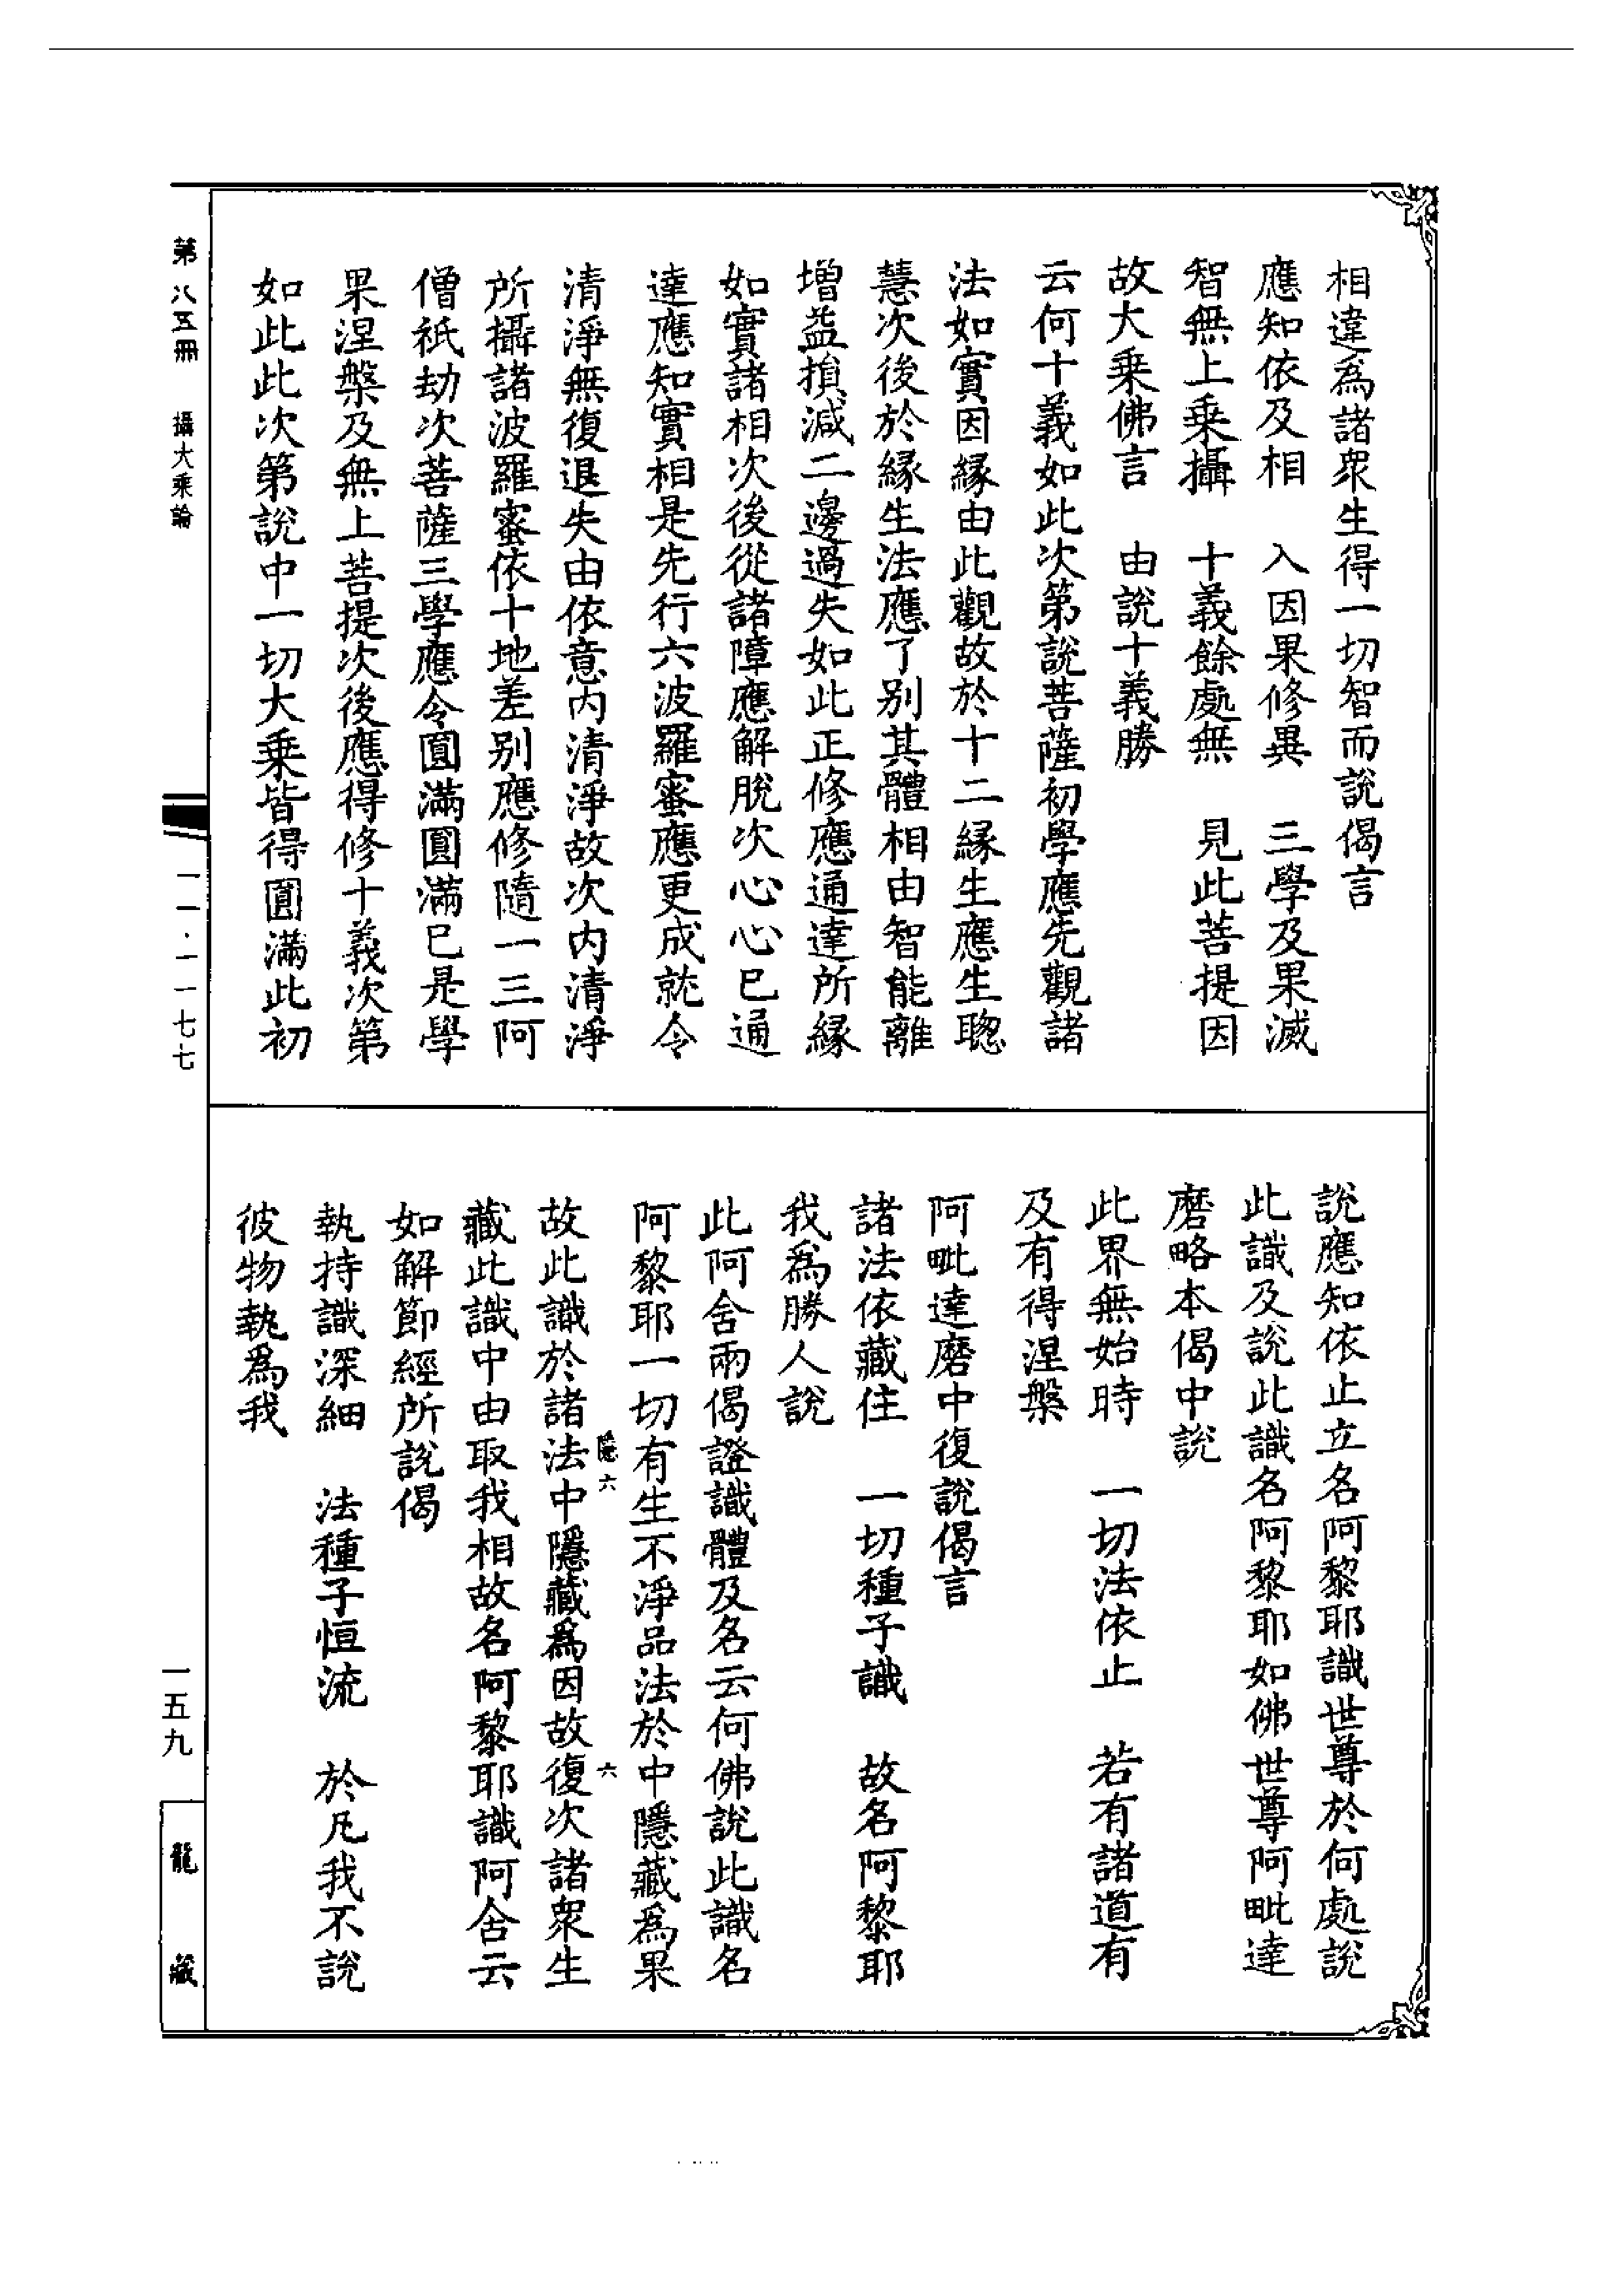 相違為諸衆生得一切智而說偈言
應知依及相　入因果修異　三學及果滅
智無上乗攝　十義餘處無　見此菩提因
故大乗佛言　由說十義勝
云何十義如此次第說菩薩初學應先觀諸
法如實因縁由此觀故於十二縁生應生聰
慧次後於縁生法應了别其體相由智能離
增益損減二邊過失如此正修應通達所縁
如實諸相次後從諸障應解脫次心心已通
達應知實相是先行六波羅蜜應更成就令
清淨無復退失由依意内清淨故次内清淨
所攝諸波羅蜜依十地差别應修隨一三阿
僧祇劫次菩薩三學應令圓滿圓滿已是學
果涅槃及無上菩提次後應得修十義次第
如此此次第說中一切大乗皆得圓滿此初
說應知依止立名阿黎耶識世尊於何處說
此識及說此識名阿黎耶如佛世尊阿毗達
磨略本偈中說
此界無始時　一切法依止　若有諸道有
及有得涅槃
阿毗達磨中復說偈言
諸法依藏住　一切種子識　故名阿黎耶
我為勝人說
此阿含兩偈證識體及名云何佛說此識名
阿黎耶一切有生不淨品法於中隱藏為果
隱六　六
故此識於諸法中隱藏為因故復次諸衆生
藏此識中由取我相故名阿黎耶識阿含云
如解節經所說偈
執持識深細　法種子恒流　於凡我不說
彼物執為我
第八五冊　攝大乘論
一一·一一七七
一五九
龍藏